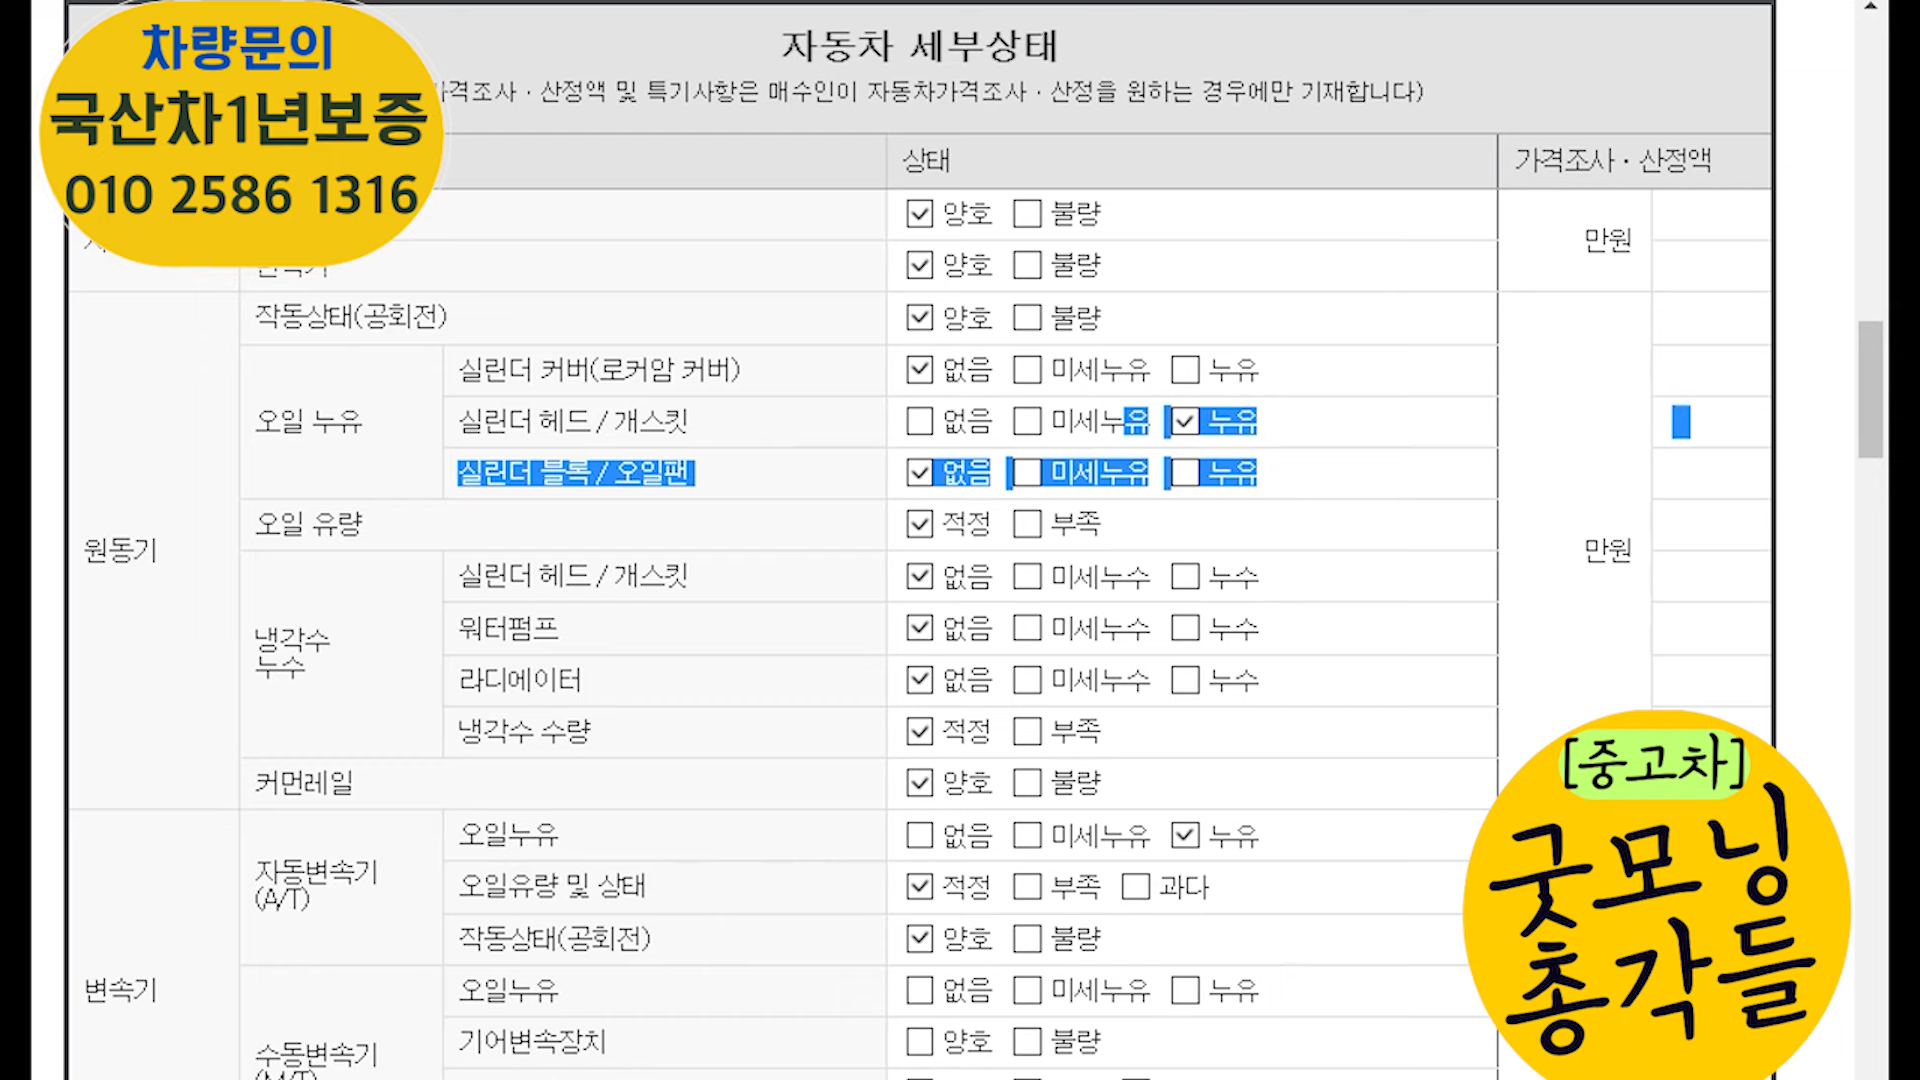 차량문의
국산차1년보증
010 2586 1316
자동차 세부상태
가격조사 · 산정액 및 특기사항은 매수인이 자동차가격조사 · 산정을 원하는 경우에만 기재합니다)
상태 가격조사 · 산정액
양호 불량 만원
변속기 양호 불량
원동기
작동상태(공회전) 양호 불량
오일 누유
실린더 커버(로커암 커버) 없음 미세누유 누유
실린더 헤드 / 개스킷 없음 미세누유 누유
실린더 블록 / 오일팬 없음 미세누유 누유
오일 유량 적정 부족
만원
냉각수
누수
실린더 헤드 / 개스킷 없음 미세누수 누수
워터펌프 없음 미세누수 누수
라디에이터 없음 미세누수 누수
냉각수 수량 적정 부족
커먼레일 양호 불량
변속기
자동변속기
(A/T)
오일누유 없음 미세누유 누유
오일유량 및 상태 적정 부족 과다
작동상태(공회전) 양호 불량
수동변속기
(M/T)
오일누유 없음 미세누유 누유
기어변속장치 양호 불량
[중고차]
굿모닝
총각들